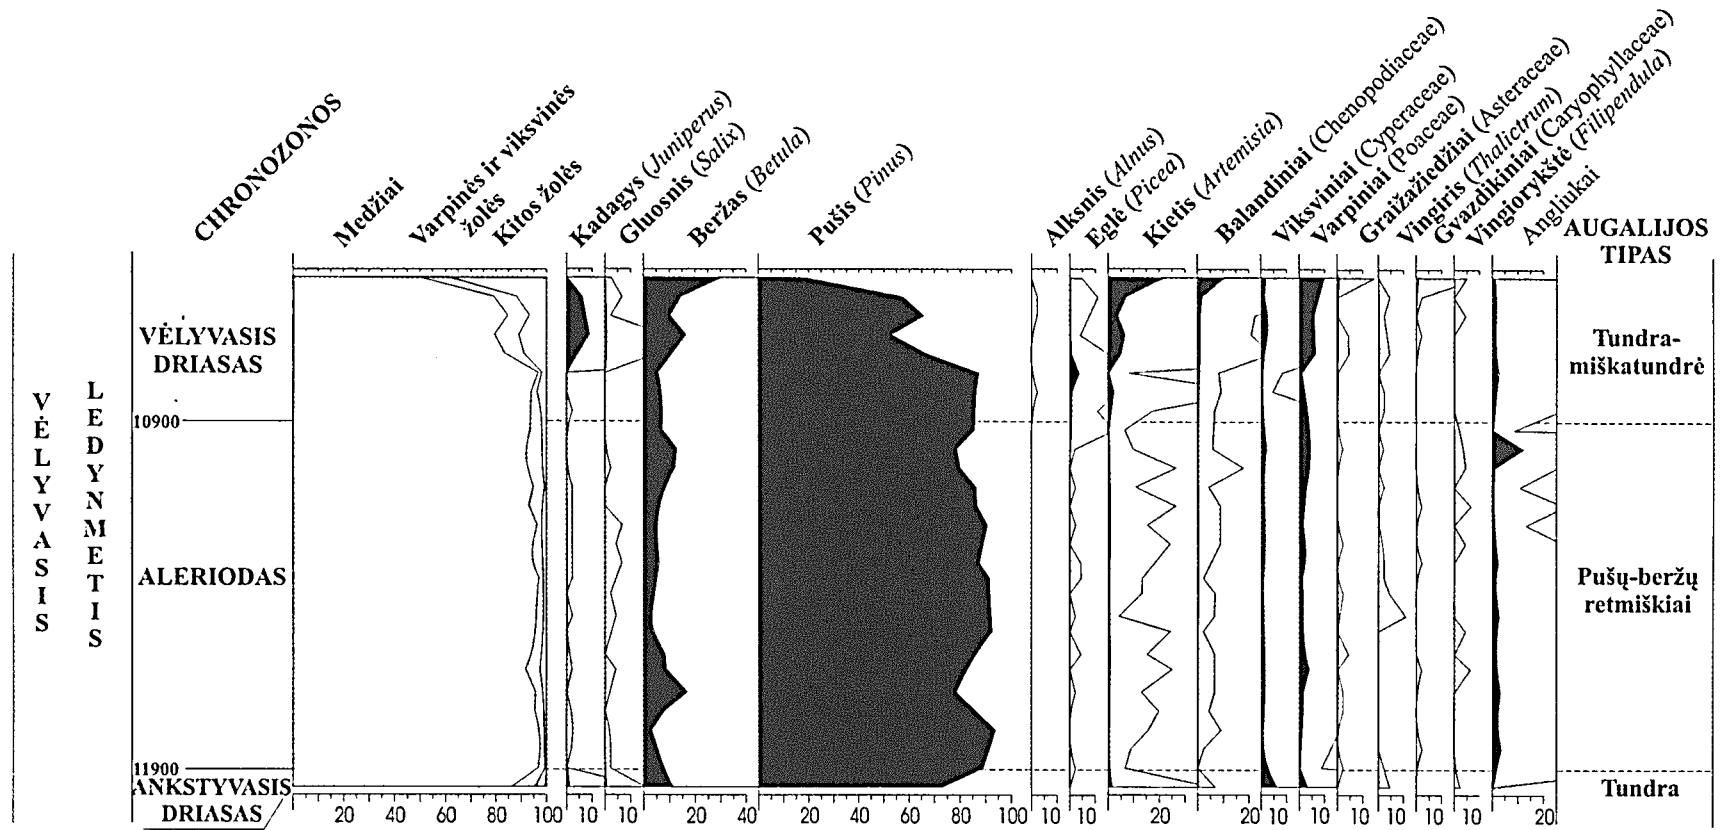 CHRONOZONOS
Medžiai
Varpinės ir viksvinės
žolės
Kitos žolės
Kadagys (Juniperus)
Gluosnis (Salix)
Beržas (Betula)
Pušis (Pinus)
Alksnis (Alnus)
Eglė (Picea)
Kietis (Artemisia)
Balandiniai (Chenopodiaceae)
Viksviniai (Cyperaceae)
Varpiniai (Poaceae)
Graižažiedžiai (Asteraceae)
Vingiris (Thalictrum)
Gvazdikiniai (Caryophyllaceae)
Vingiorykštė (Filipendula)
Angliukai
AUGALIJOS
TIPAS
VĖLYVASIS
LEDYNMETIS
VĖLYVASIS
DRIASAS
Tundra-
miškatundrė
10900
ALERIODAS
Pušų-beržų
retmiškiai
11900
ANKSTYVASIS
DRIASAS
Tundra
20 40 60 80 100 10 10 20 40 20 40 60 80 100 10 10 20 20 10 10 10 10 10 10 20